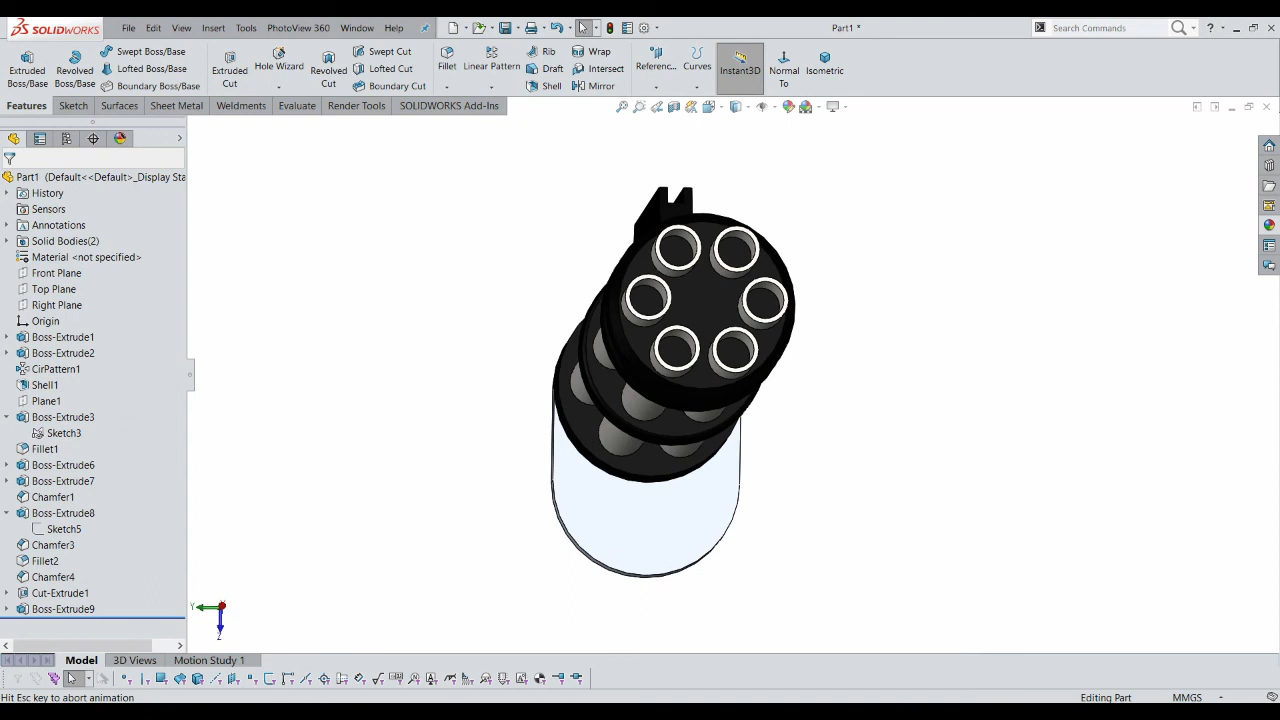 SOLIDWORKS File Edit View Insert Tools PhotoView 360 Window Help Part1 * Search Commands ?
Swept Boss/Base Swept Cut Rib Wrap
Extruded Boss/Base Revolved Boss/Base Lofted Boss/Base Extruded Cut Hole Wizard Revolved Cut Lofted Cut Fillet Linear Pattern Draft Intersect Referenc... Curves Instant3D Normal To Isometric
Boundary Boss/Base Boundary Cut Shell Mirror
Features Sketch Surfaces Sheet Metal Weldments Evaluate Render Tools SOLIDWORKS Add-Ins
Part1 (Default<<Default>_Display Sta
History
Sensors
Annotations
Solid Bodies(2)
Material <not specified>
Front Plane
Top Plane
Right Plane
Origin
Boss-Extrude1
Boss-Extrude2
CirPattern1
Shell1
Plane1
Boss-Extrude3
Sketch3
Fillet1
Boss-Extrude6
Boss-Extrude7
Chamfer1
Boss-Extrude8
Sketch5
Chamfer3
Fillet2
Chamfer4
Cut-Extrude1
Boss-Extrude9
Y
Z
Model 3D Views Motion Study 1
Hit Esc key to abort animation Editing Part MMGS